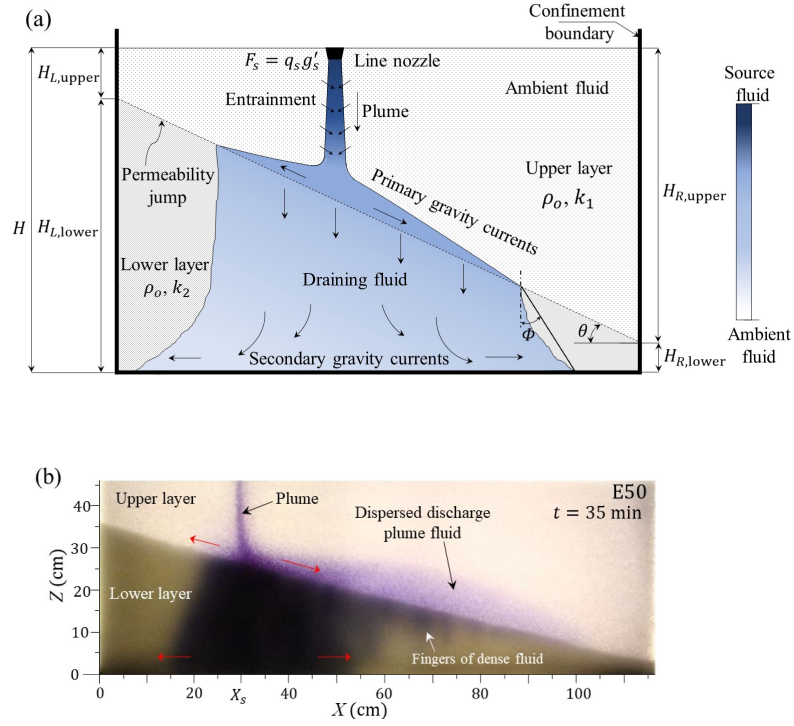 (a)
Confinement
boundary
F_s = q_s g'_s
Line nozzle
H_L,upper
Entrainment
Plume
Ambient fluid
Source
fluid
Permeability
jump
Primary gravity currents
Upper layer
ρ_o, k_1
H_R,upper
H
H_L,lower
Lower layer
ρ_o, k_2
Draining fluid
Φ
θ
Secondary gravity currents
H_R,lower
Ambient
fluid
(b)
E50
t = 35 min
Upper layer
Plume
Dispersed discharge
plume fluid
Lower layer
Fingers of dense fluid
Z (cm)
40
30
20
10
0
0 20 X_s 40 60 80 100
X (cm)